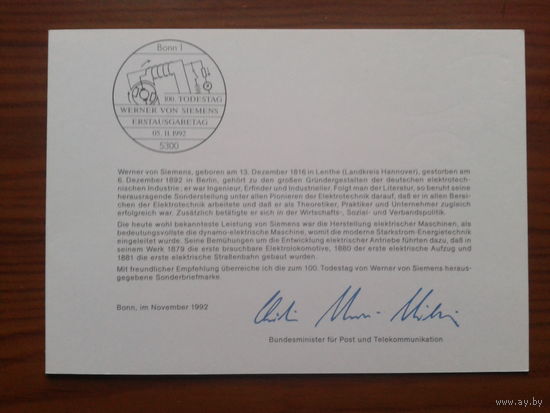 Bonn 1
100. TODESTAG
WERNER VON SIEMENS
ERSTAUSGABETAG
05.11.1992
5300
Werner von Siemens, geboren am 13. Dezember 1816 in Lenthe (Landkreis Hannover), gestorben am
6. Dezember 1892 in Berlin, gehört zu den großen Gründergestalten der deutschen elektrotech-
nischen Industrie; er war Ingenieur, Erfinder und Industrieller. Folgt man der Literatur, so beruht seine
herausragende Sonderstellung unter allen Pionieren der Elektrotechnik darauf, daß er in allen Berei-
chen der Elektrotechnik arbeitete und daß er als Theoretiker, Praktiker und Unternehmer zugleich
erfolgreich war. Zusätzlich betätigte er sich in der Wirtschafts-, Sozial- und Verbandspolitik.
Die heute wohl bekannteste Leistung von Siemens war die Herstellung elektrischer Maschinen, als
bedeutungsvollste die dynamo-elektrische Maschine, womit die moderne Starkstrom-Energietechnik
eingeleitet wurde. Seine Bemühungen um die Entwicklung elektrischer Antriebe führten dazu, daß in
seinem Werk 1879 die erste brauchbare Elektrolokomotive, 1880 der erste elektrische Aufzug und
1881 die erste elektrische Straßenbahn gebaut wurden.
Mit freundlicher Empfehlung überreiche ich die zum 100. Todestag von Werner von Siemens heraus-
gegebene Sonderbriefmarke.
Bonn, im November 1992
Bundesminister für Post und Telekommunikation
www.ay.by